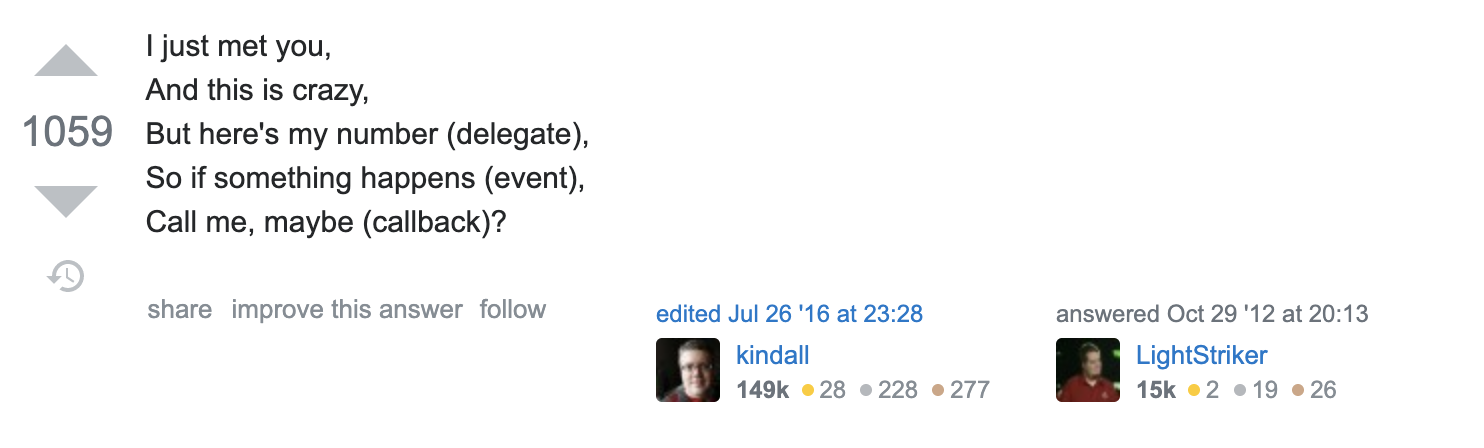 I just met you,
And this is crazy,
1059
But here's my number (delegate),
So if something happens (event),
Call me, maybe (callback)?
share improve this answer follow
edited Jul 26 '16 at 23:28
kindall
149k 28 228 277
answered Oct 29 '12 at 20:13
LightStriker
15k 2 19 26